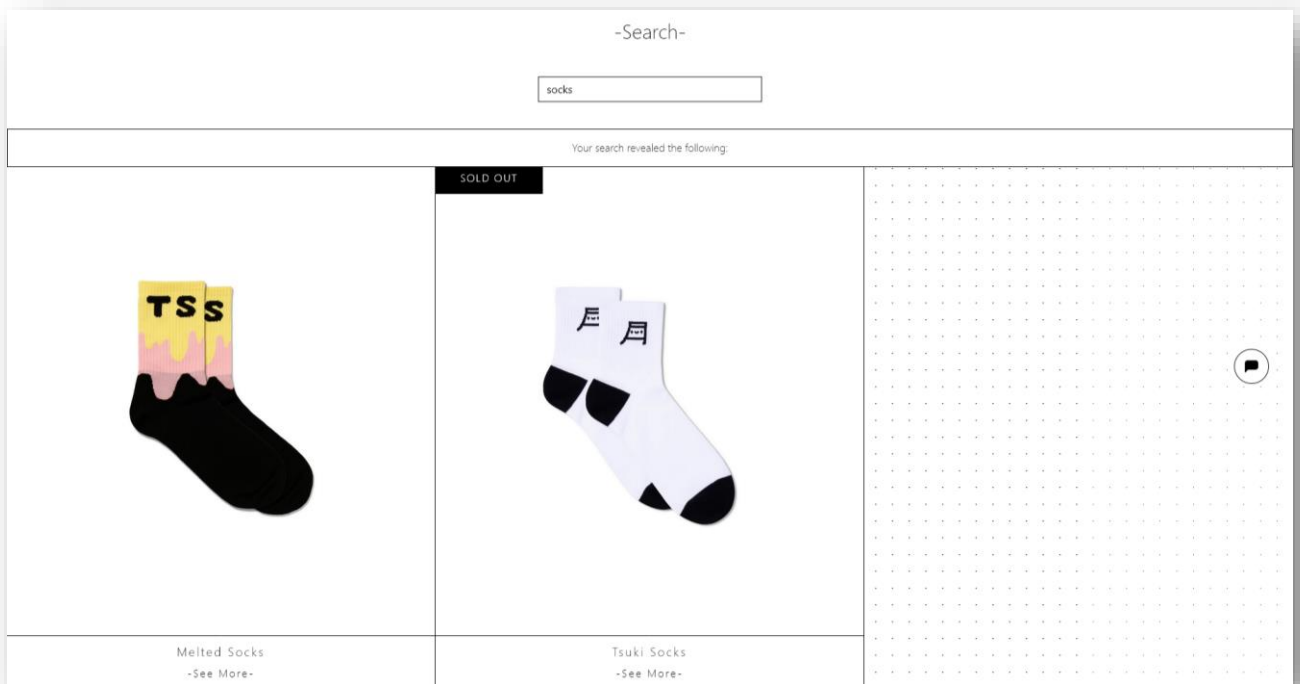 -Search-
socks
Your search revealed the following:
SOLD OUT
TS S
月 月
Melted Socks
-See More-
Tsuki Socks
-See More-